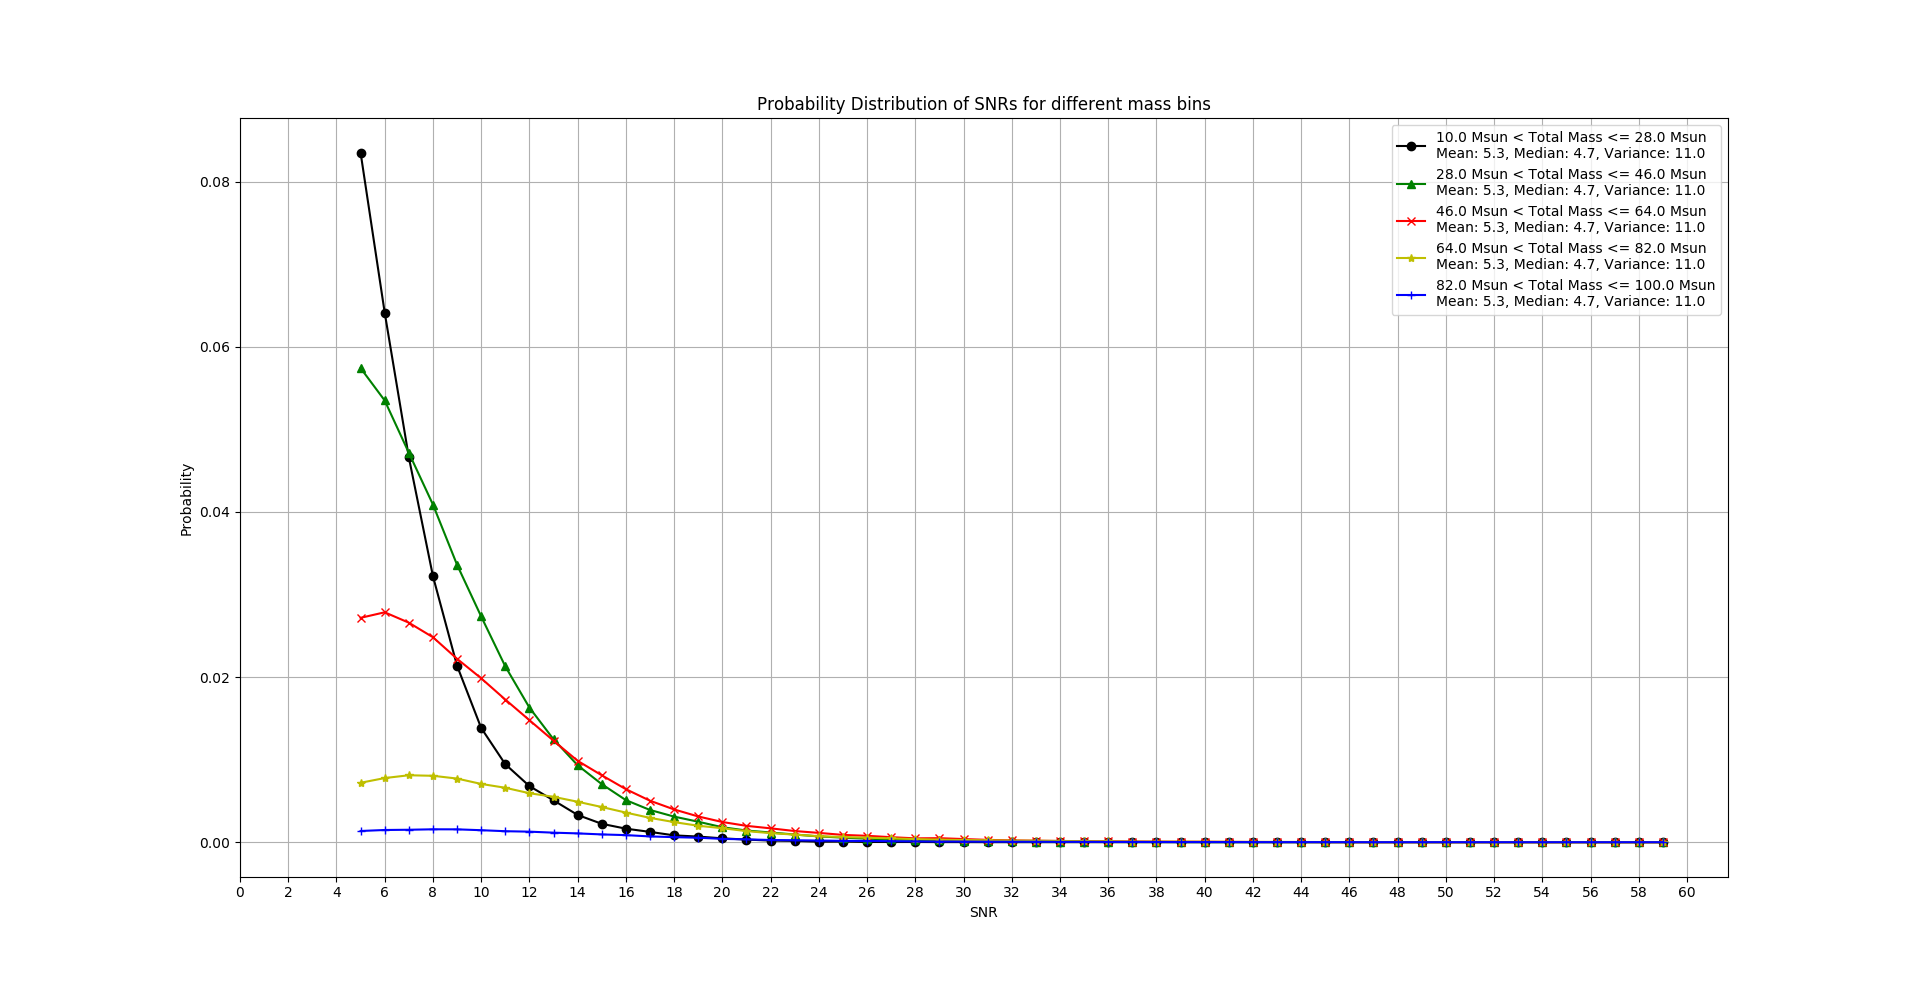 Probability Distribution of SNRs for different mass bins
10.0 Msun < Total Mass <= 28.0 Msun
Mean: 5.3, Median: 4.7, Variance: 11.0
28.0 Msun < Total Mass <= 46.0 Msun
Mean: 5.3, Median: 4.7, Variance: 11.0
46.0 Msun < Total Mass <= 64.0 Msun
Mean: 5.3, Median: 4.7, Variance: 11.0
64.0 Msun < Total Mass <= 82.0 Msun
Mean: 5.3, Median: 4.7, Variance: 11.0
82.0 Msun < Total Mass <= 100.0 Msun
Mean: 5.3, Median: 4.7, Variance: 11.0
0.08
0.06
0.04
0.02
0.00
Probability
0 2 4 6 8 10 12 14 16 18 20 22 24 26 28 30 32 34 36 38 40 42 44 46 48 50 52 54 56 58 60
SNR